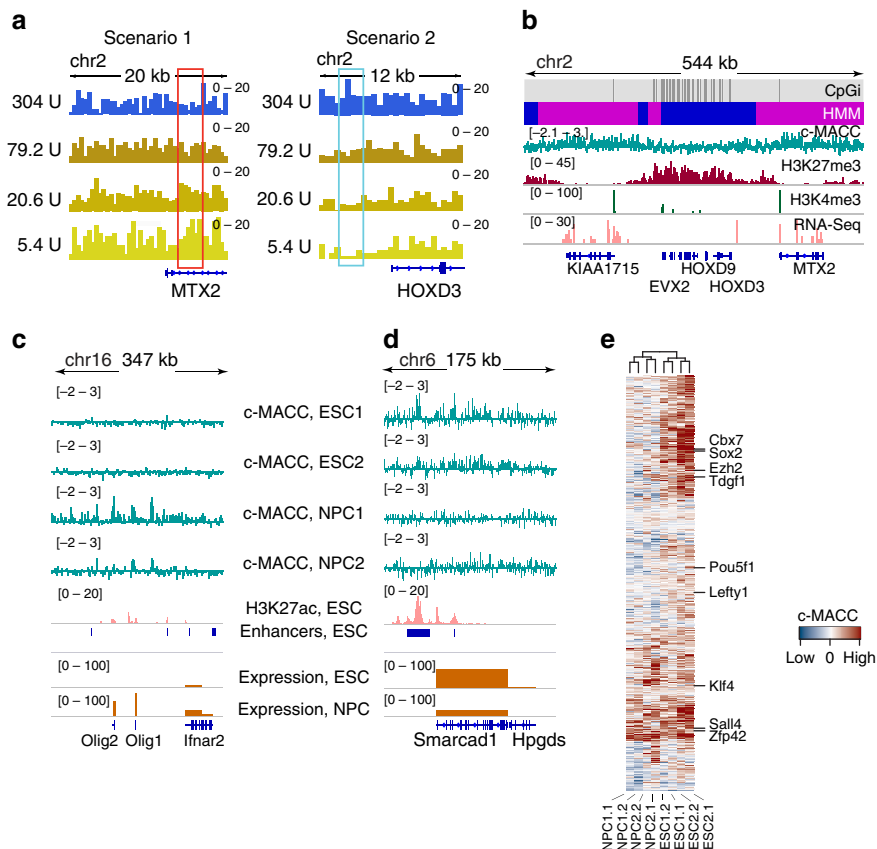 a
Scenario 1
chr2
20 kb
304 U
0 – 20
79.2 U
0 – 20
20.6 U
0 – 20
5.4 U
0 – 20
MTX2
Scenario 2
chr2
12 kb
304 U
0 – 20
79.2 U
0 – 20
20.6 U
0 – 20
5.4 U
0 – 20
HOXD3
b
chr2
544 kb
CpGi
HMM
[−2.1 – 3.]
c-MACC
[0 – 45]
H3K27me3
[0 – 100]
H3K4me3
[0 – 30]
RNA-Seq
KIAA1715
HOXD9
MTX2
EVX2
HOXD3
c
chr16
347 kb
[−2 – 3]
c-MACC, ESC1
[−2 – 3]
c-MACC, ESC2
[−2 – 3]
c-MACC, NPC1
[−2 – 3]
c-MACC, NPC2
[0 – 20]
H3K27ac, ESC
Enhancers, ESC
[0 – 100]
Expression, ESC
[0 – 100]
Expression, NPC
Olig2
Olig1
Ifnar2
d
chr6
175 kb
[−2 – 3]
[−2 – 3]
[−2 – 3]
[−2 – 3]
[0 – 20]
[0 – 100]
[0 – 100]
Smarcad1
Hpgds
e
Cbx7
Sox2
Ezh2
Tdgf1
Pou5f1
Lefty1
Klf4
Sall4
Zfp42
c-MACC
Low
0
High
NPC1.1
NPC1.2
NPC2.2
NPC2.1
ESC1.2
ESC1.1
ESC2.2
ESC2.1